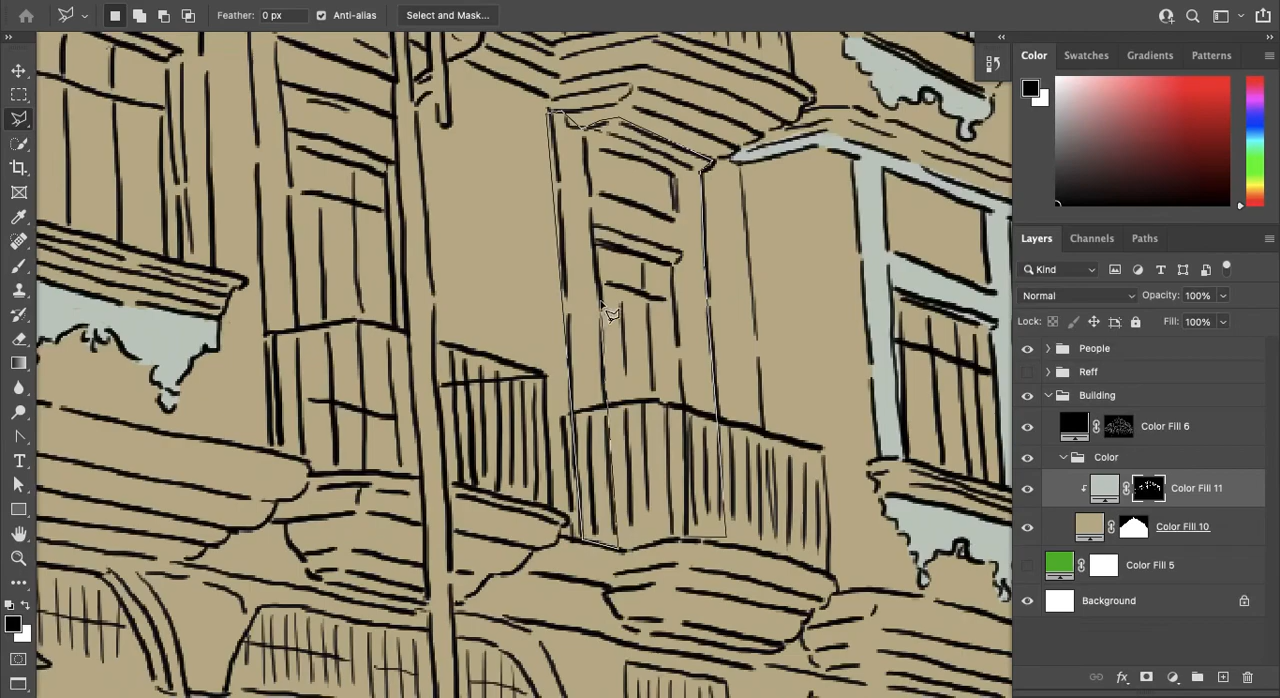 Feather: 0 px Anti-alias Select and Mask...
Color Swatches Gradients Patterns
Layers Channels Paths
Kind
Normal Opacity: 100%
Lock: Fill: 100%
People
Reff
Building
Color Fill 6
Color
Color Fill 11
Color Fill 10
Color Fill 5
Background